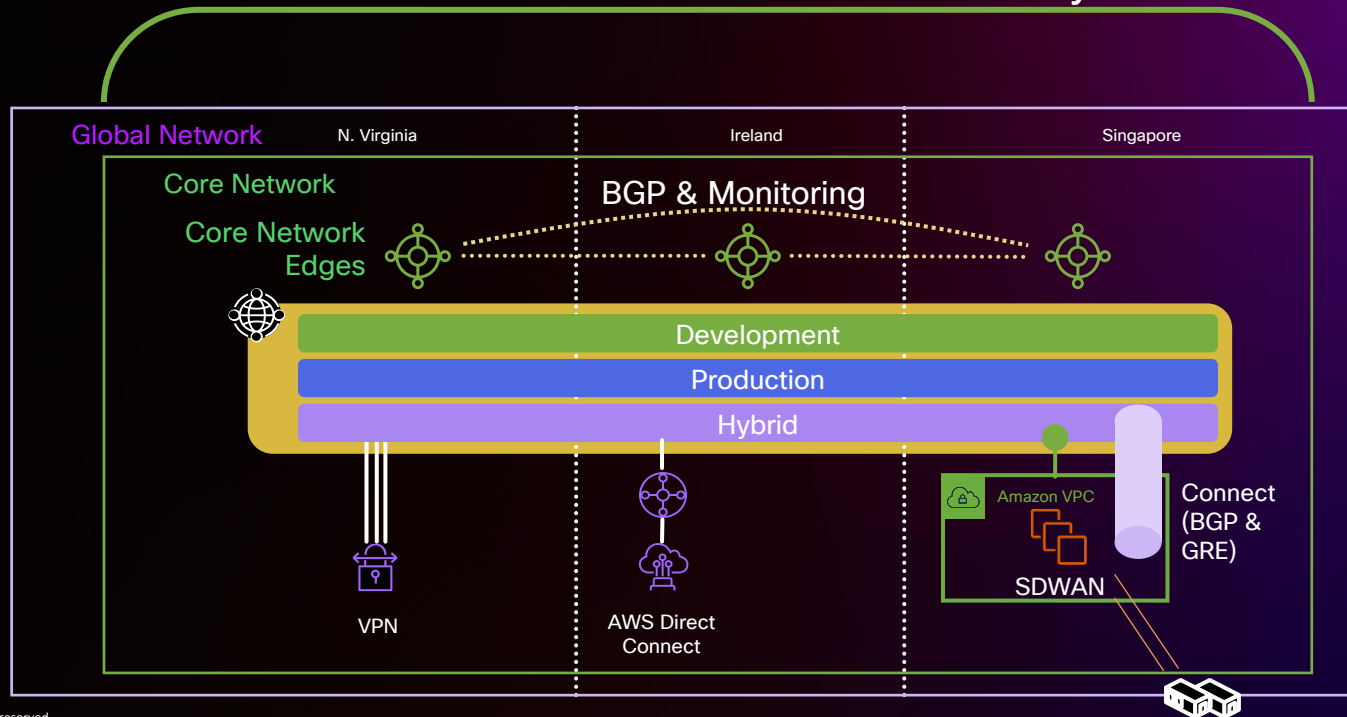 Global Network
N. Virginia
Ireland
Singapore
Core Network
BGP & Monitoring
Core Network
Edges
Development
Production
Hybrid
Amazon VPC
SDWAN
Connect
(BGP &
GRE)
VPN
AWS Direct
Connect
reserved